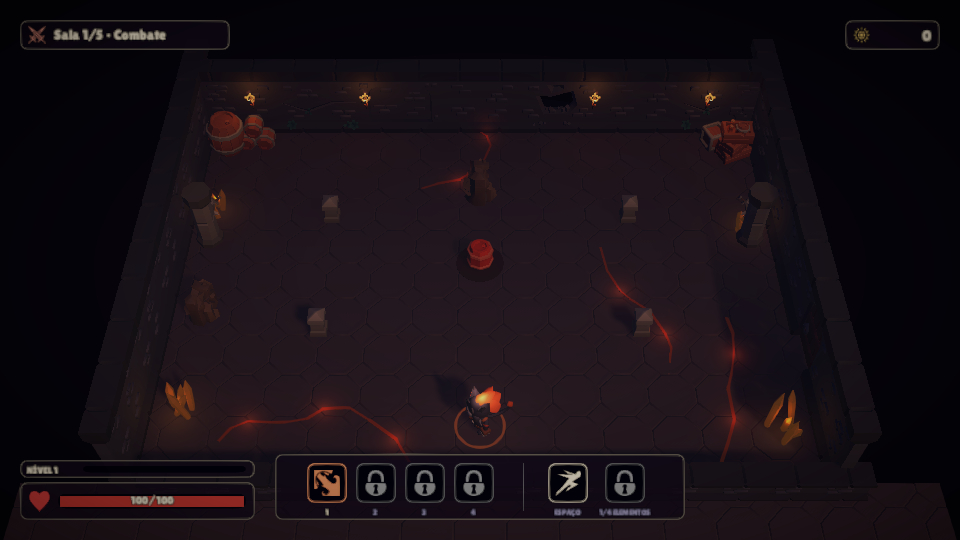 Sala 1/5 - Combate
0
NÍVEL 1
100/100
1
2
3
4
ESPAÇO
1/4 ELEMENTOS